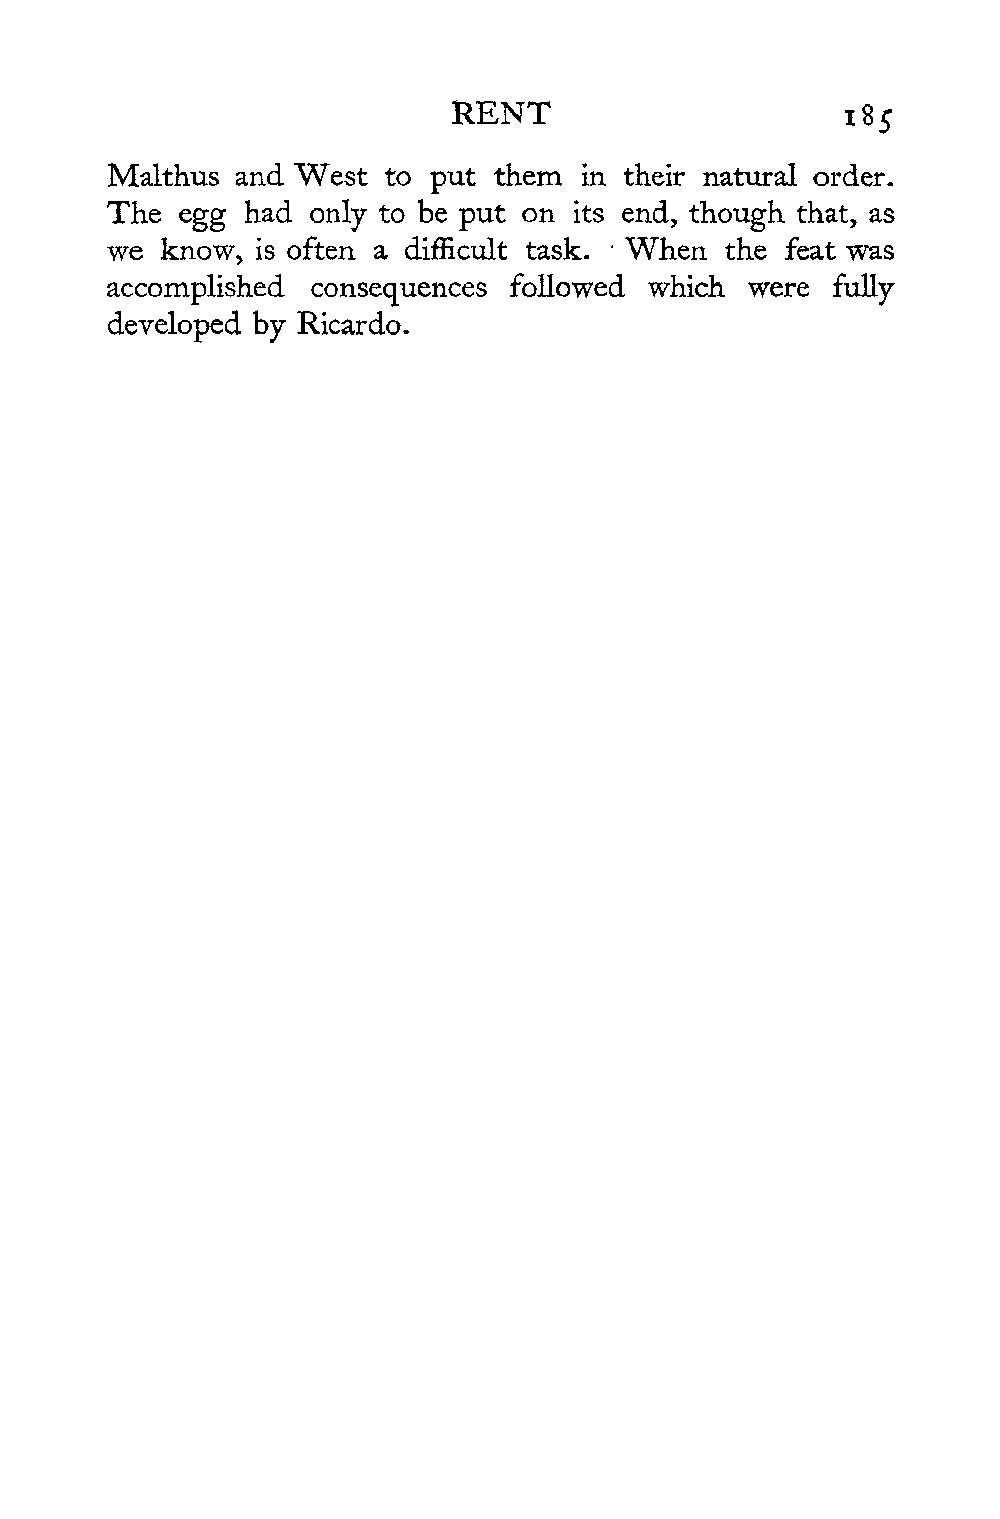 RENT 185
Malthus and West to put them in their natural order.
The egg had only to be put on its end, though that, as
we know, is often a difficult task. When the feat was
accomplished consequences followed which were fully
developed by Ricardo.